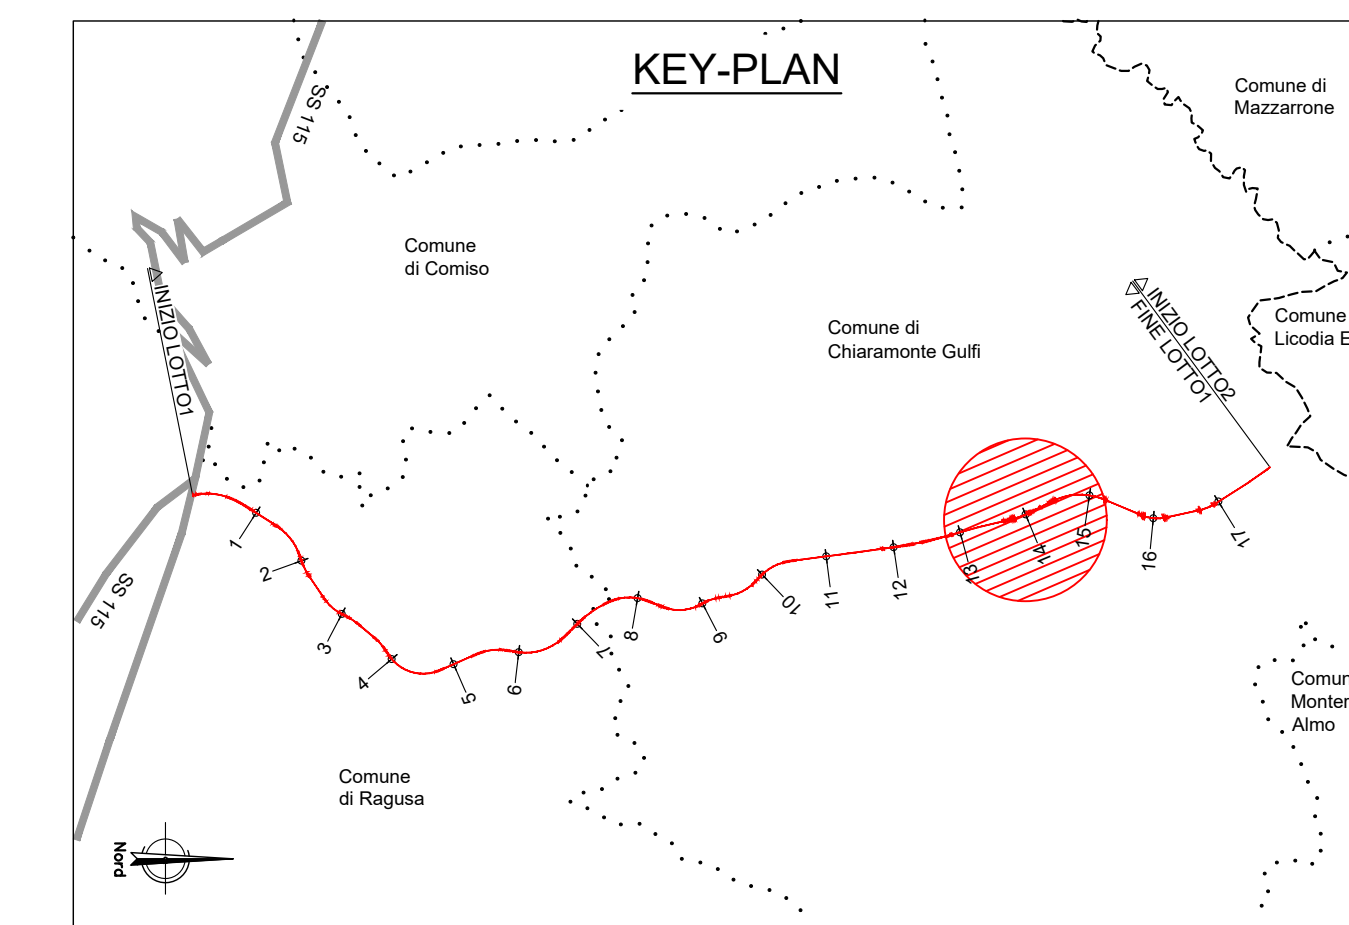 KEY-PLAN
SS 115
Comune di
Mazzarrone
Comune
di Comiso
INIZIO LOTTO1
Comune di
Chiaramonte Gulfi
INIZIO LOTTO2
FINE LOTTO1
Comune
Licodia E
SS 115
1
2
3
4
5
6
7
8
9
10
11
12
13
14
15
16
17
Comun
Monter
Almo
Comune
di Ragusa
Nord